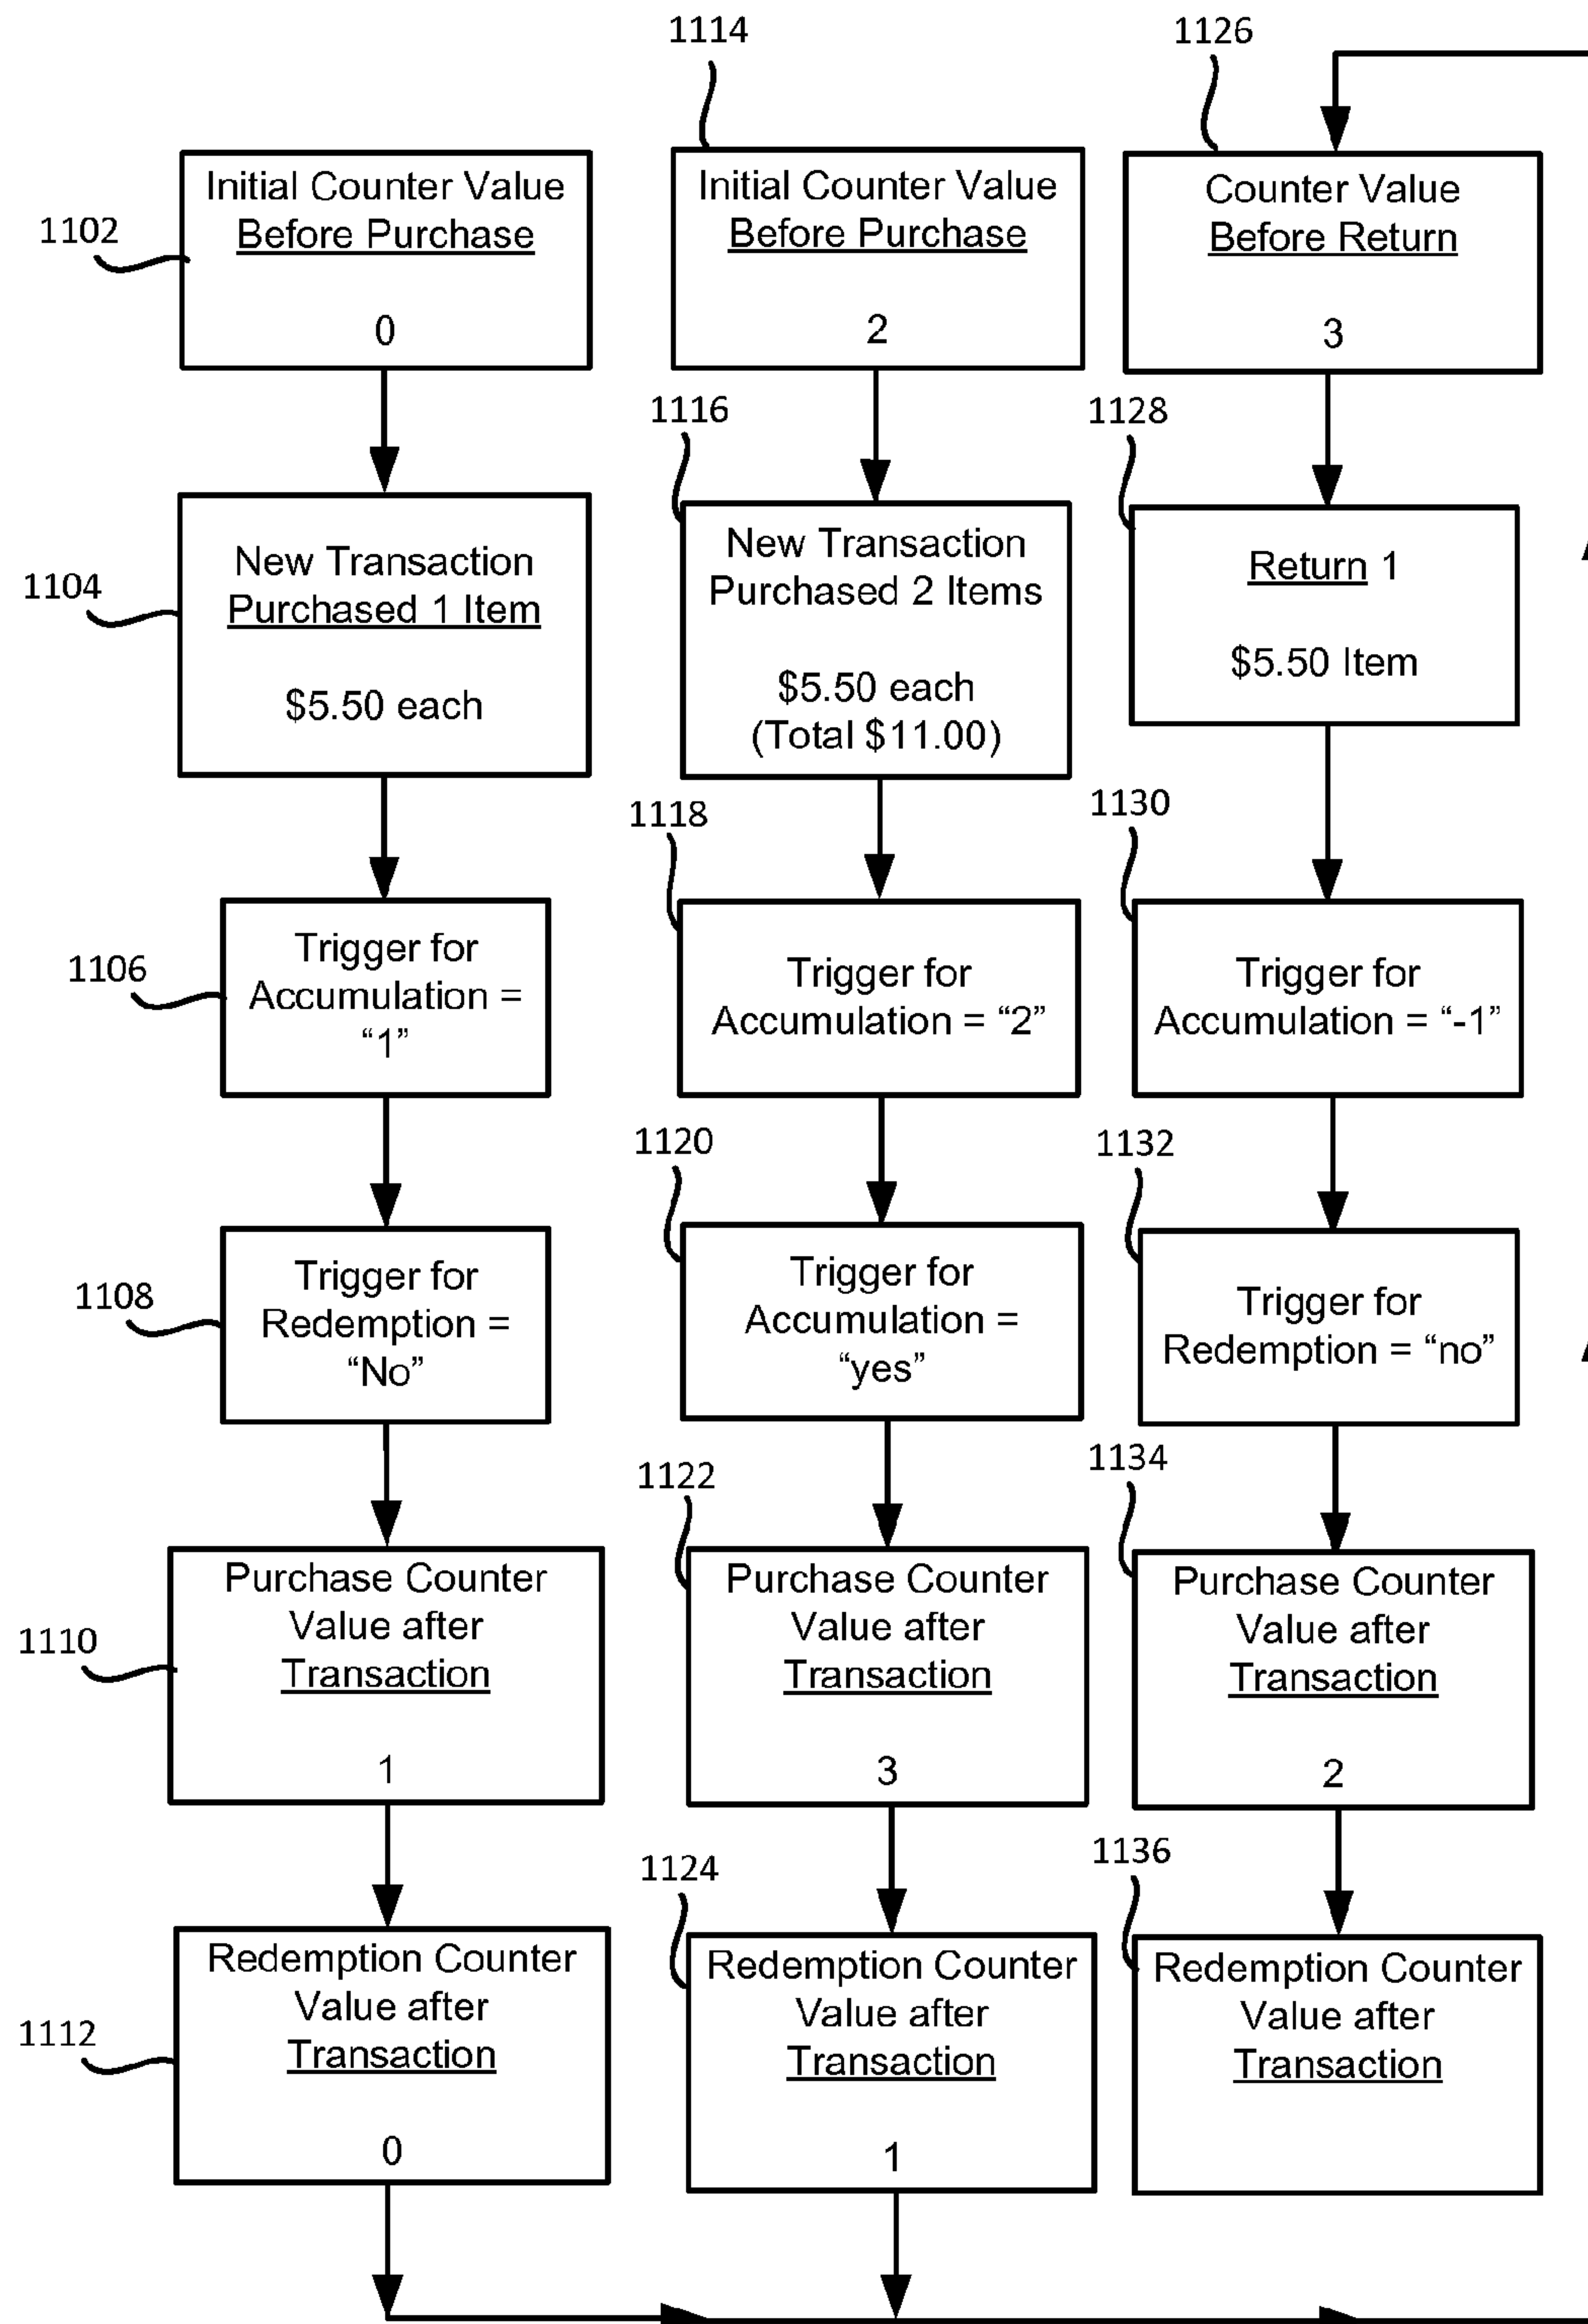 1102
Initial Counter Value
Before Purchase
0
1104
New Transaction
Purchased 1 Item
$5.50 each
1106
Trigger for
Accumulation =
“1”
1108
Trigger for
Redemption =
“No”
1110
Purchase Counter
Value after
Transaction
1
1112
Redemption Counter
Value after
Transaction
0
1114
Initial Counter Value
Before Purchase
2
1116
New Transaction
Purchased 2 Items
$5.50 each
(Total $11.00)
1118
Trigger for
Accumulation = “2”
1120
Trigger for
Accumulation =
“yes”
1122
Purchase Counter
Value after
Transaction
3
1124
Redemption Counter
Value after
Transaction
1
1126
Counter Value
Before Return
3
1128
Return 1
$5.50 Item
1130
Trigger for
Accumulation = “-1”
1132
Trigger for
Redemption = “no”
1134
Purchase Counter
Value after
Transaction
2
1136
Redemption Counter
Value after
Transaction